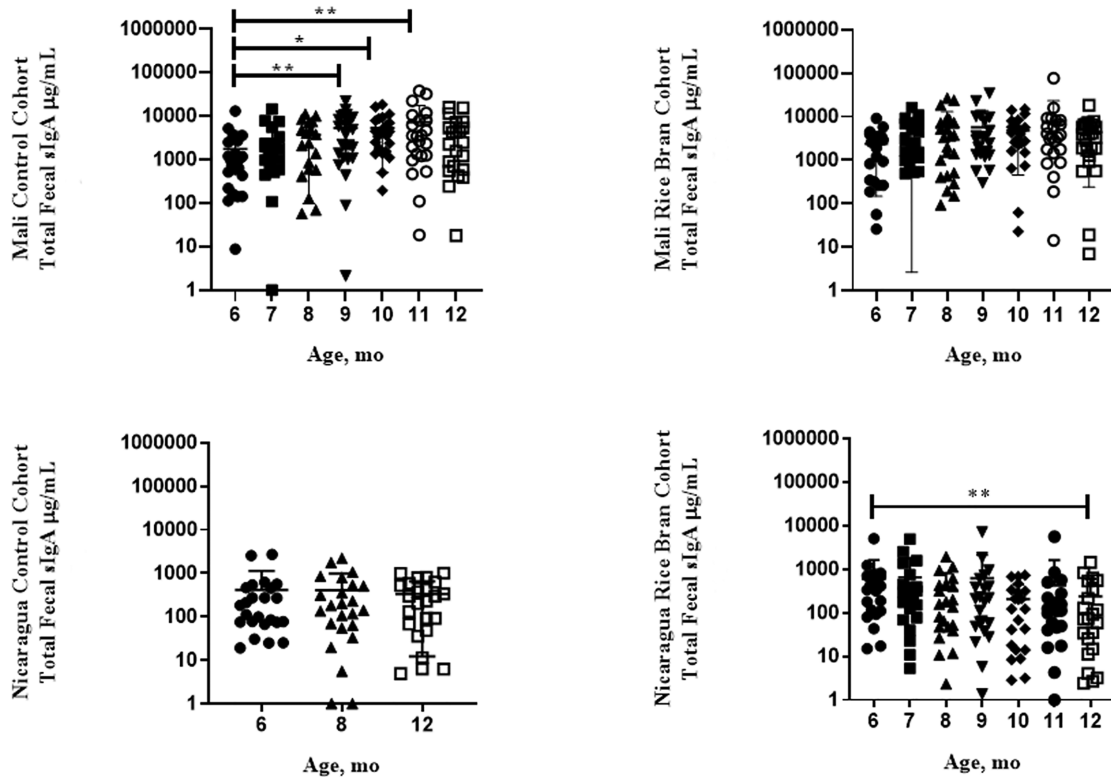 **
*
**
1000000
100000
10000
1000
100
10
1
Mali Control Cohort
Total Fecal sIgA μg/mL
6 7 8 9 10 11 12
Age, mo
1000000
100000
10000
1000
100
10
1
Mali Rice Bran Cohort
Total Fecal sIgA μg/mL
6 7 8 9 10 11 12
Age, mo
1000000
100000
10000
1000
100
10
1
Nicaragua Control Cohort
Total Fecal sIgA μg/mL
6 8 12
Age, mo
**
1000000
100000
10000
1000
100
10
1
Nicaragua Rice Bran Cohort
Total Fecal sIgA μg/mL
6 7 8 9 10 11 12
Age, mo